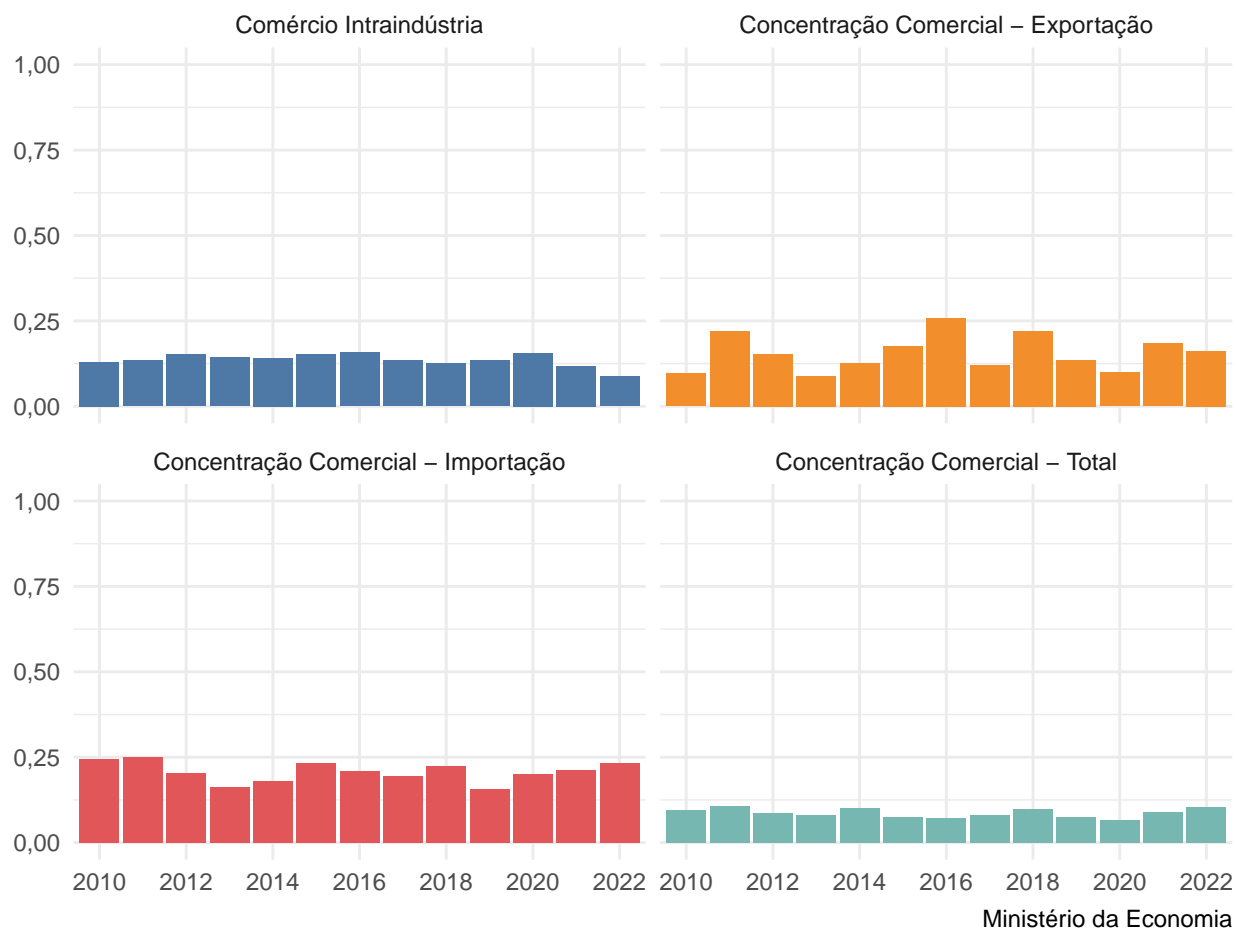 Comércio Intraindústria
Concentração Comercial – Exportação
1,00
0,75
0,50
0,25
0,00
Concentração Comercial – Importação
Concentração Comercial – Total
1,00
0,75
0,50
0,25
0,00
2010 2012 2014 2016 2018 2020 2022
2010 2012 2014 2016 2018 2020 2022
Ministério da Economia